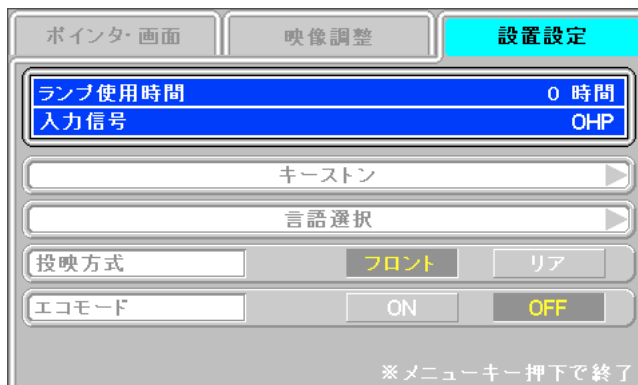 ポインタ・画面 映像調整 設置設定
ランプ使用時間 0 時間
入力信号 OHP
キーストン
言語選択
投映方式 フロント リア
エコモード ON OFF
※メニューキー押下で終了